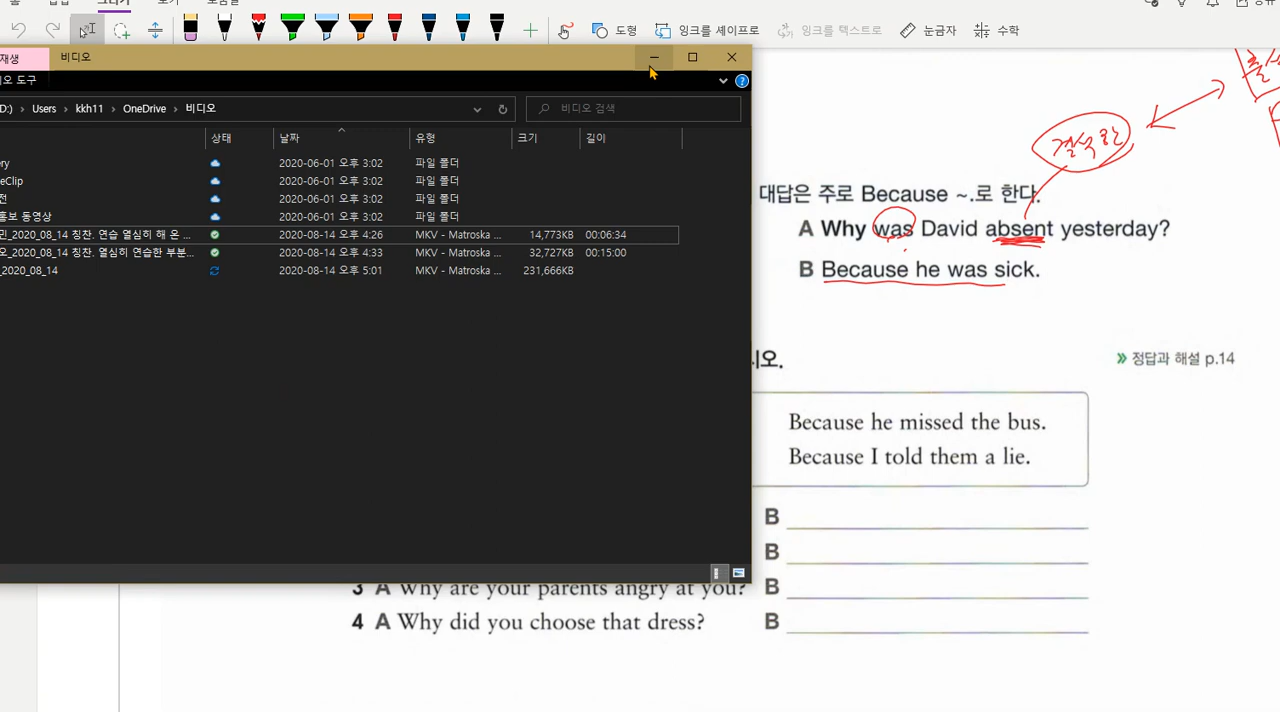 도형
잉크를 셰이프로
잉크를 텍스트로
눈금자
수학
재생
비디오
비디오 도구
D:) > Users > kkh11 > OneDrive > 비디오
비디오 검색
상태 날짜 유형 크기 길이
2020-06-01 오후 3:02 파일 폴더
eClip 2020-06-01 오후 3:02 파일 폴더
전 2020-06-01 오후 3:02 파일 폴더
홍보 동영상 2020-06-01 오후 3:02 파일 폴더
민_2020_08_14 칭찬. 연습 열심히 해 온 ... 2020-08-14 오후 4:26 MKV - Matroska ... 14,773KB 00:06:34
오_2020_08_14 칭찬. 열심히 연습한 부분... 2020-08-14 오후 4:33 MKV - Matroska ... 32,727KB 00:15:00
_2020_08_14 2020-08-14 오후 5:01 MKV - Matroska ... 231,666KB
결석한
대답은 주로 Because ~.로 한다.
A Why was David absent yesterday?
B Because he was sick.
시오.
» 정답과 해설 p.14
Because he missed the bus.
Because I told them a lie.
B
B
3 A Why are your parents angry at you? B
4 A Why did you choose that dress? B